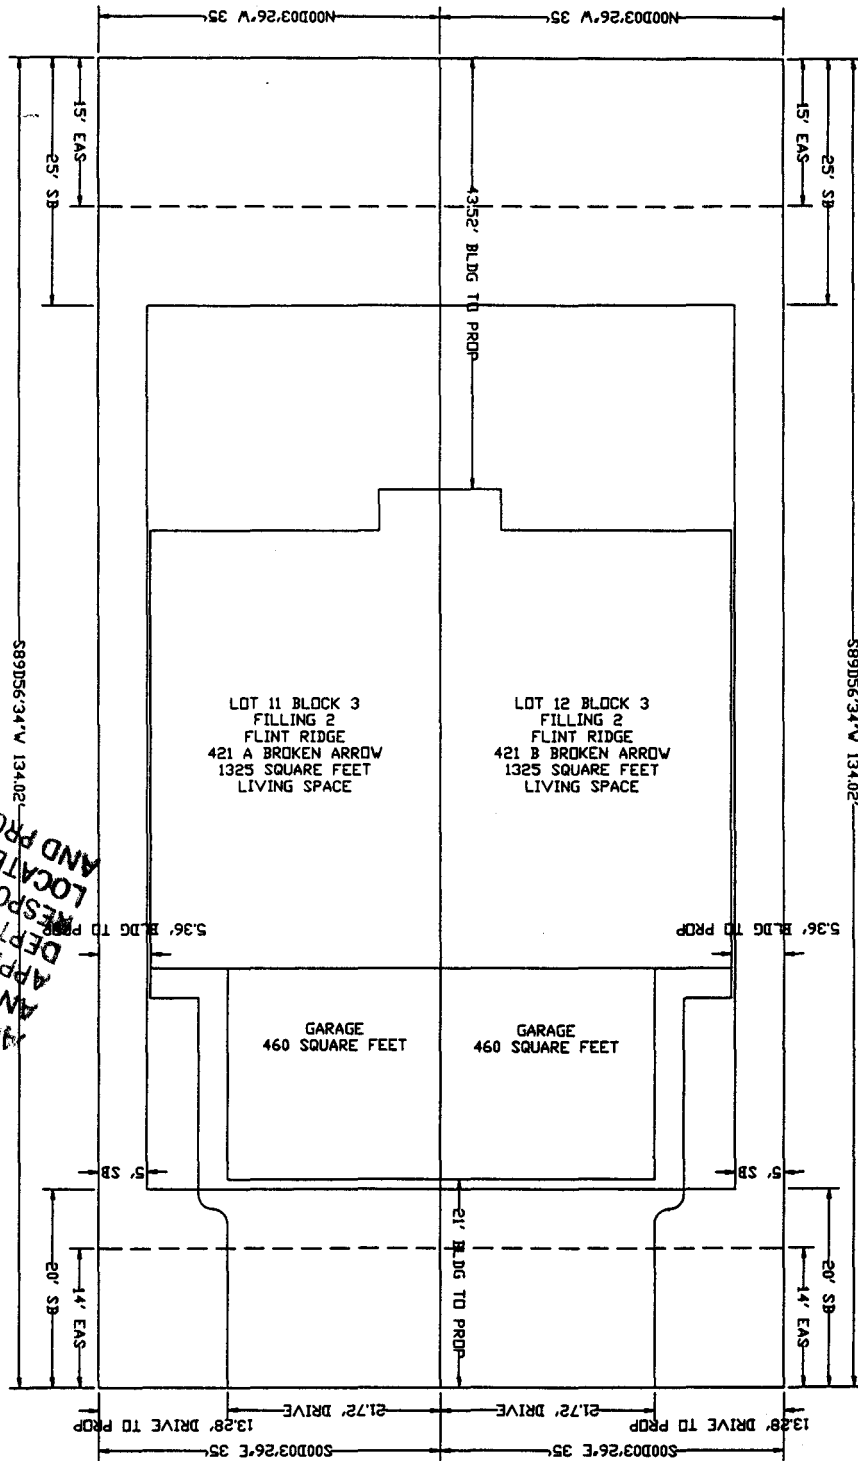 N00D03'26"W 35'
N00D03'26"W 35'
15' EAS
25' SB
43.52' BLDG TO PROP
15' EAS
25' SB
S89D56'34"W 134.02'
S89D56'34"W 134.02'
LOT 11 BLOCK 3
FILLING 2
FLINT RIDGE
421 A BROKEN ARROW
1325 SQUARE FEET
LIVING SPACE
LOT 12 BLOCK 3
FILLING 2
FLINT RIDGE
421 B BROKEN ARROW
1325 SQUARE FEET
LIVING SPACE
AND
LOCATE
DEPT
5.36' BLDG TO PROP
5.36' BLDG TO PROP
GARAGE
460 SQUARE FEET
GARAGE
460 SQUARE FEET
5' SB
5' SB
20' SB
14' EAS
21' BLDG TO PROP
14' EAS
20' SB
13.28' DRIVE TO PROP
21.72' DRIVE
21.72' DRIVE
13.28' DRIVE TO PROP
S00D03'26"E 35'
S00D03'26"E 35'